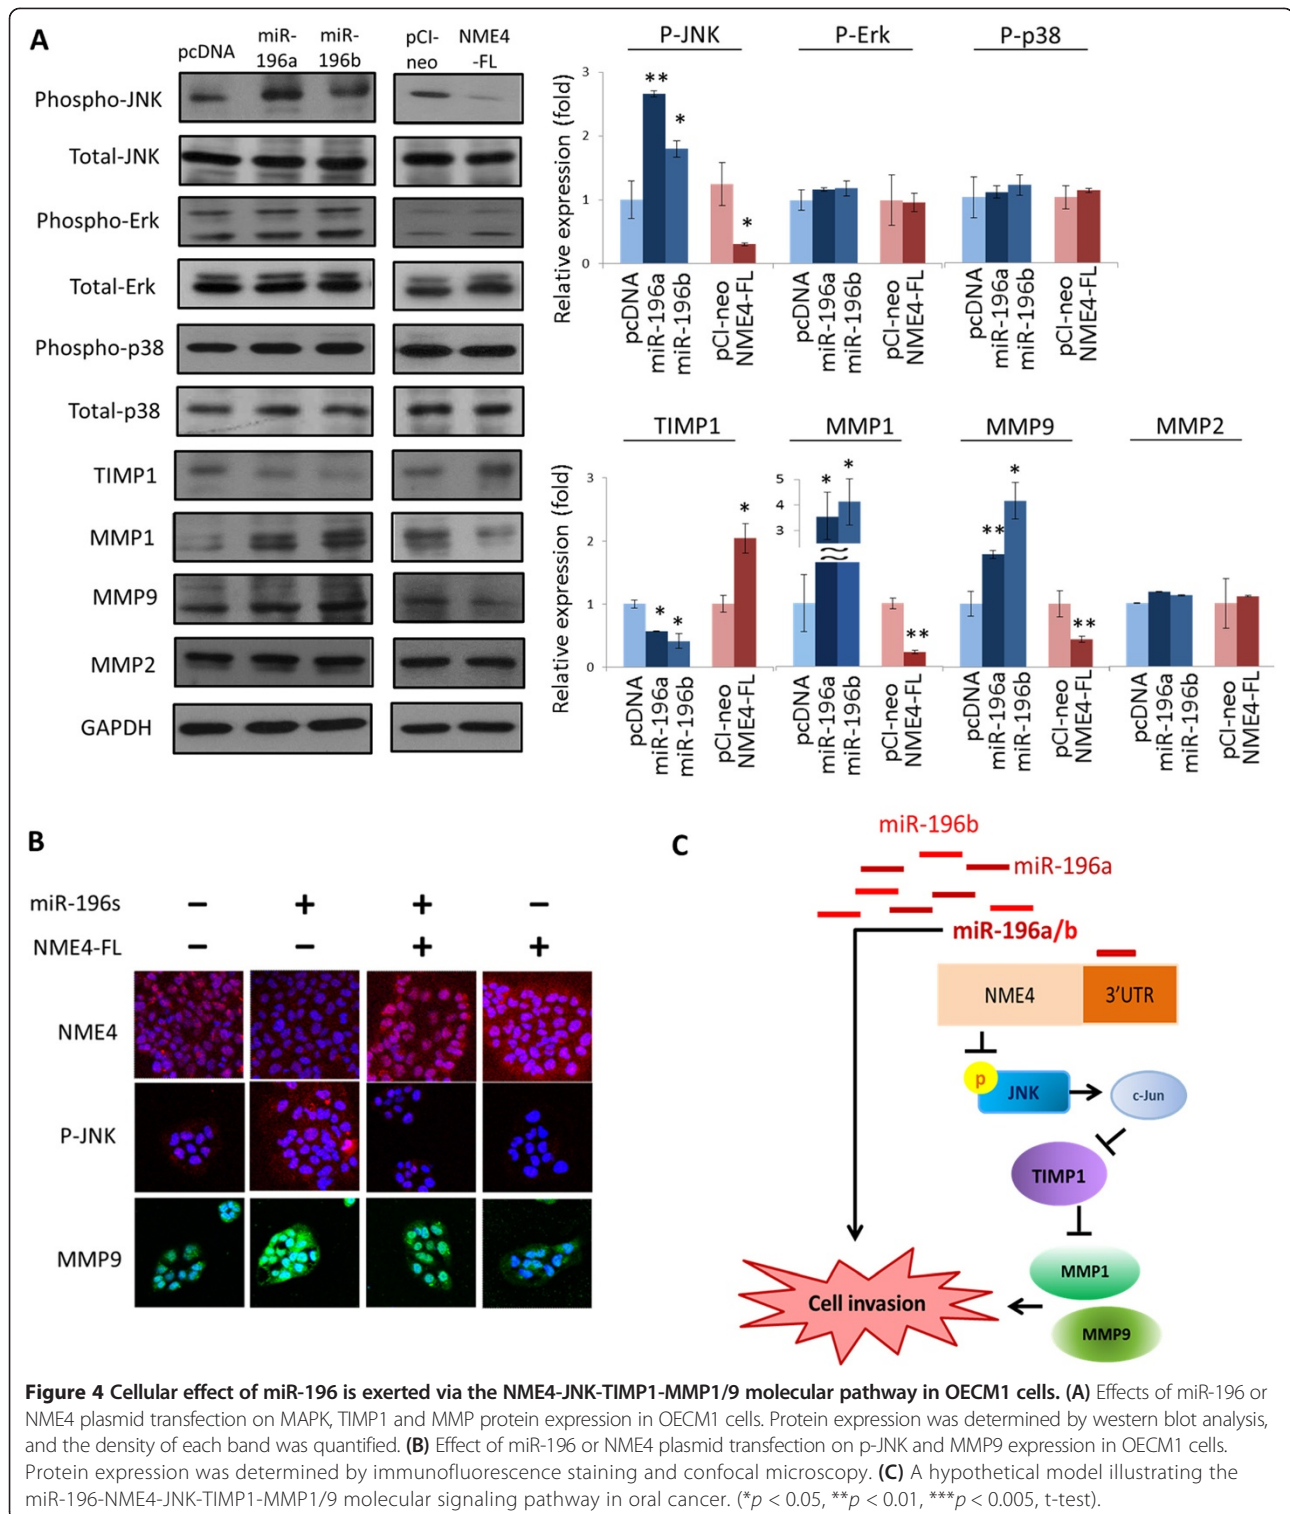 A
pcDNA
miR-
196a
miR-
196b
pCI-
neo
NME4
-FL
Phospho-JNK
Total-JNK
Phospho-Erk
Total-Erk
Phospho-p38
Total-p38
TIMP1
MMP1
MMP9
MMP2
GAPDH
P-JNK
P-Erk
P-p38
Relative expression (fold)
3
2
1
0
**
*
*
pcDNA
miR-196a
miR-196b
pCI-neo
NME4-FL
pcDNA
miR-196a
miR-196b
pCI-neo
NME4-FL
pcDNA
miR-196a
miR-196b
pCI-neo
NME4-FL
TIMP1
MMP1
MMP9
MMP2
Relative expression (fold)
3
2
1
0
5
4
3
*
*
*
*
*
**
**
*
**
pcDNA
miR-196a
miR-196b
pCI-neo
NME4-FL
pcDNA
miR-196a
miR-196b
pCI-neo
NME4-FL
pcDNA
miR-196a
miR-196b
pCI-neo
NME4-FL
pcDNA
miR-196a
miR-196b
pCI-neo
NME4-FL
B
miR-196s − + + −
NME4-FL − − + +
NME4
P-JNK
MMP9
C
miR-196b
miR-196a
miR-196a/b
NME4
3'UTR
p
JNK
c-Jun
TIMP1
MMP1
MMP9
Cell invasion
Figure 4 Cellular effect of miR-196 is exerted via the NME4-JNK-TIMP1-MMP1/9 molecular pathway in OECM1 cells. (A) Effects of miR-196 or
NME4 plasmid transfection on MAPK, TIMP1 and MMP protein expression in OECM1 cells. Protein expression was determined by western blot analysis,
and the density of each band was quantified. (B) Effect of miR-196 or NME4 plasmid transfection on p-JNK and MMP9 expression in OECM1 cells.
Protein expression was determined by immunofluorescence staining and confocal microscopy. (C) A hypothetical model illustrating the
miR-196-NME4-JNK-TIMP1-MMP1/9 molecular signaling pathway in oral cancer. (*p < 0.05, **p < 0.01, ***p < 0.005, t-test).